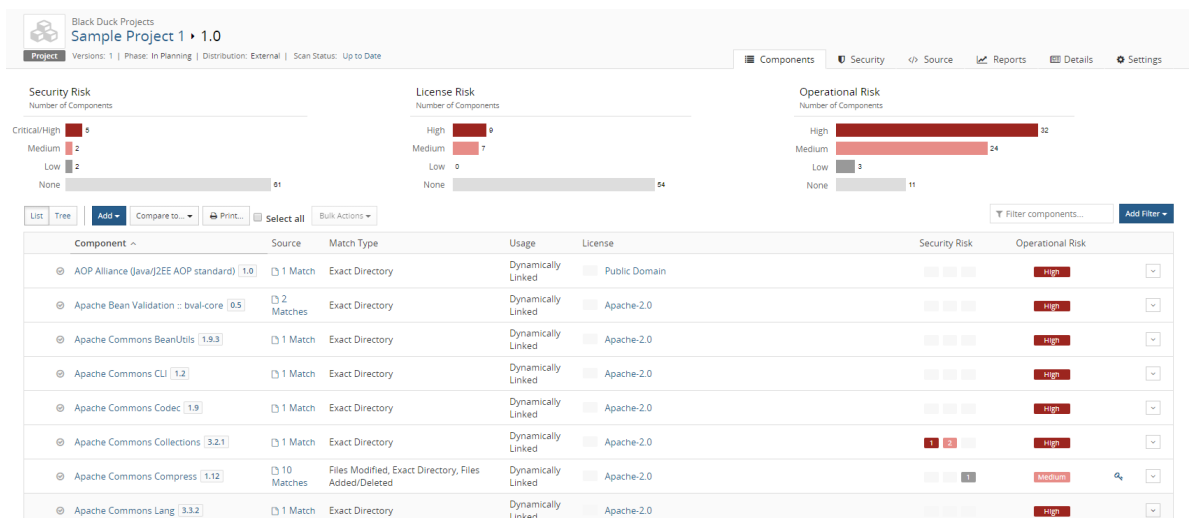 Black Duck Projects
Sample Project 1 ▸ 1.0
Project Versions: 1 | Phase: In Planning | Distribution: External | Scan Status: Up to Date
Components Security </> Source Reports Details Settings
Security Risk
Number of Components
Critical/High 5
Medium 2
Low 2
None 61
License Risk
Number of Components
High 9
Medium 7
Low 0
None 54
Operational Risk
Number of Components
High 32
Medium 24
Low 3
None 11
List Tree Add Compare to... Print... Select all Bulk Actions Filter components... Add Filter
Component Source Match Type Usage License Security Risk Operational Risk
AOP Alliance (Java/J2EE AOP standard) 1.0 1 Match Exact Directory Dynamically Linked Public Domain High
Apache Bean Validation :: bval-core 0.5 2 Matches Exact Directory Dynamically Linked Apache-2.0 High
Apache Commons BeanUtils 1.9.3 1 Match Exact Directory Dynamically Linked Apache-2.0 High
Apache Commons CLI 1.2 1 Match Exact Directory Dynamically Linked Apache-2.0 High
Apache Commons Codec 1.9 1 Match Exact Directory Dynamically Linked Apache-2.0 High
Apache Commons Collections 3.2.1 1 Match Exact Directory Dynamically Linked Apache-2.0 1 2 High
Apache Commons Compress 1.12 10 Matches Files Modified, Exact Directory, Files Added/Deleted Dynamically Linked Apache-2.0 1 Medium
Apache Commons Lang 3.3.2 1 Match Exact Directory Dynamically Linked Apache-2.0 High